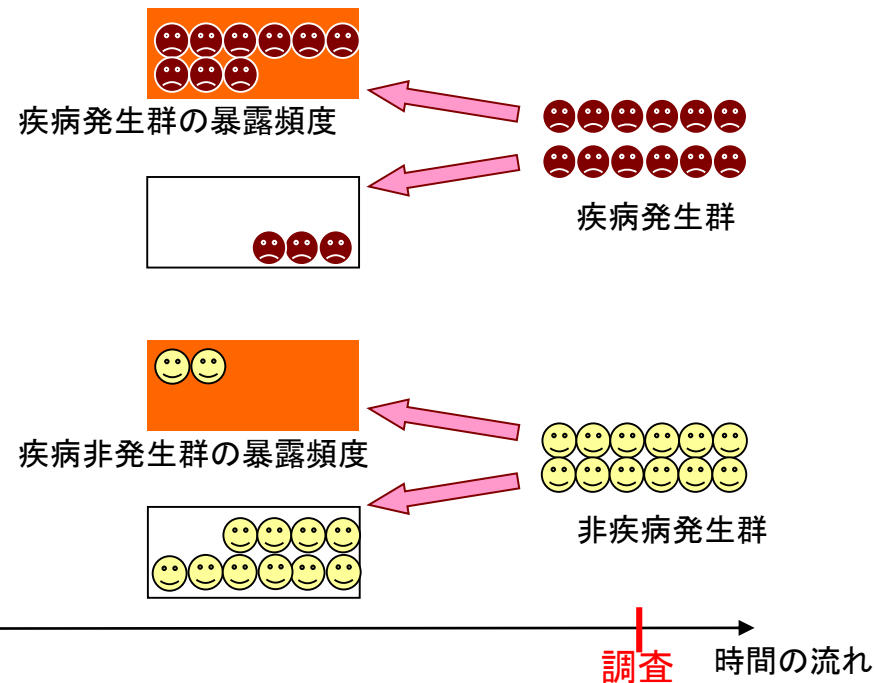 疾病発生群の暴露頻度
疾病発生群
疾病非発生群の暴露頻度
非疾病発生群
調査
時間の流れ